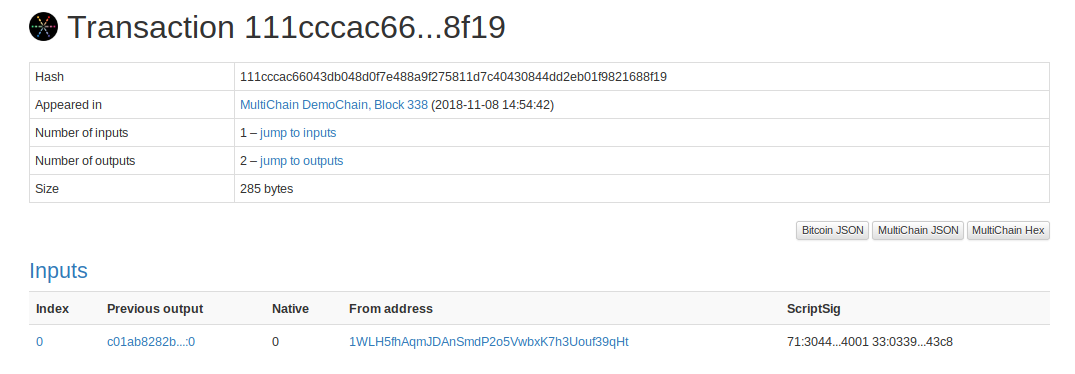 Transaction 111cccac66...8f19
Hash 111cccac66043db048d0f7e488a9f275811d7c40430844dd2eb01f9821688f19
Appeared in MultiChain DemoChain, Block 338 (2018-11-08 14:54:42)
Number of inputs 1 – jump to inputs
Number of outputs 2 – jump to outputs
Size 285 bytes
Bitcoin JSON MultiChain JSON MultiChain Hex
Inputs
Index Previous output Native From address ScriptSig
0 c01ab8282b...:0 0 1WLH5fhAqmJDAnSmdP2o5VwbxK7h3Uouf39qHt 71:3044...4001 33:0339...43c8